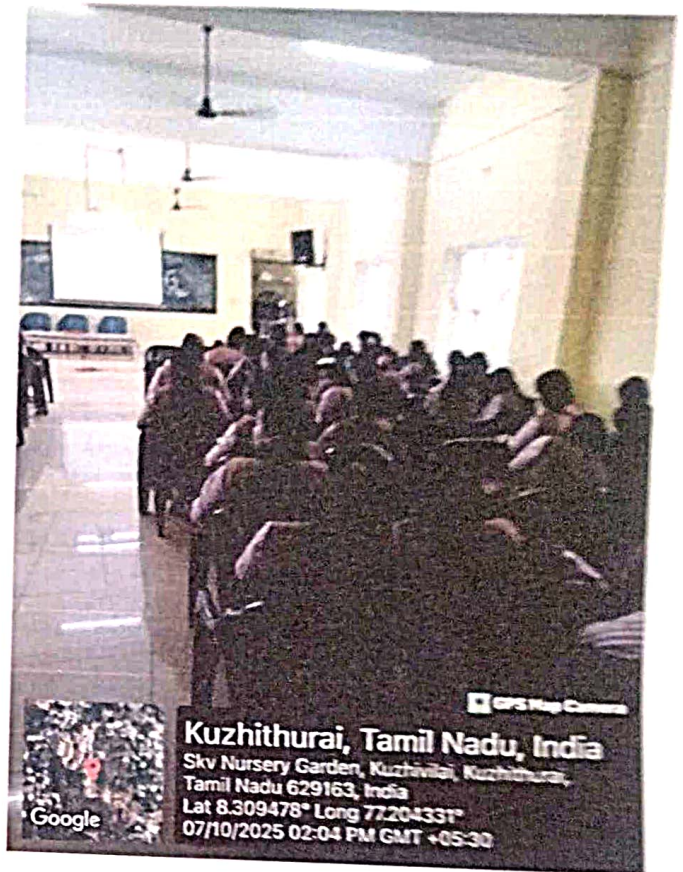 GPS Map Camera
Kuzhithurai, Tamil Nadu, India
Skv Nursery Garden, Kuzhivilai, Kuzhithurai,
Tamil Nadu 629163, India
Lat 8.309478° Long 77.204331°
07/10/2025 02:04 PM GMT +05:30
Google